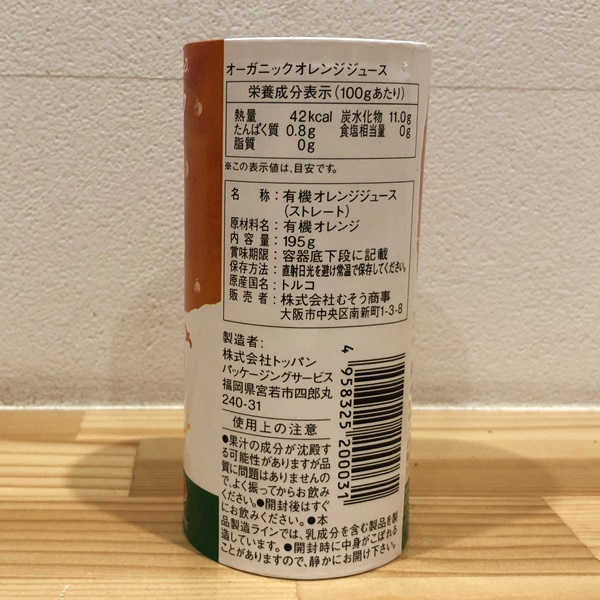 オーガニックオレンジジュース
栄養成分表示(100gあたり)
熱量 42kcal 炭水化物 11.0g
たんぱく質 0.8g 食塩相当量 0g
脂質 0g
※この表示値は、目安です。
名称:有機オレンジジュース
(ストレート)
原材料名:有機オレンジ
内容量:195g
賞味期限:容器底下段に記載
保存方法:直射日光を避け常温で保存してください。
原産国名:トルコ
販売者:株式会社むそう商事
大阪市中央区南新町1-3-8
製造者:
株式会社トッパン
パッケージングサービス
福岡県宮若市四郎丸
240-31
4 958325 200031
使用上の注意
●果汁の成分が沈殿す
る可能性がありますが品
質に問題はありませんの
で、よく振ってからお飲み
ください。●開封後はすぐ
にお飲みください。●本
品製造ラインでは、乳成分を含む製品を製
造しています。●開封時に中身がこぼれる
ことがありますので、静かにお開け下さい。